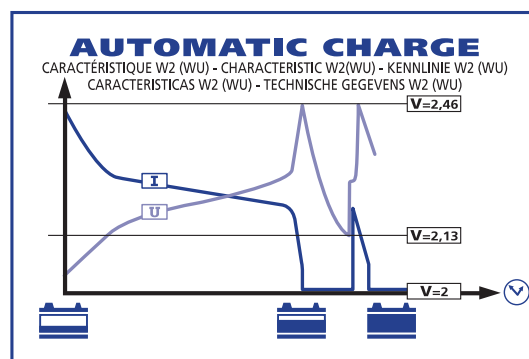 AUTOMATIC CHARGE
CARACTÉRISTIQUE W2 (WU) - CHARACTERISTIC W2(WU) - KENNLINIE W2 (WU)
CARACTERISTICAS W2 (WU) - TECHNISCHE GEGEVENS W2 (WU)
V=2,46
I
U
V=2,13
V=2